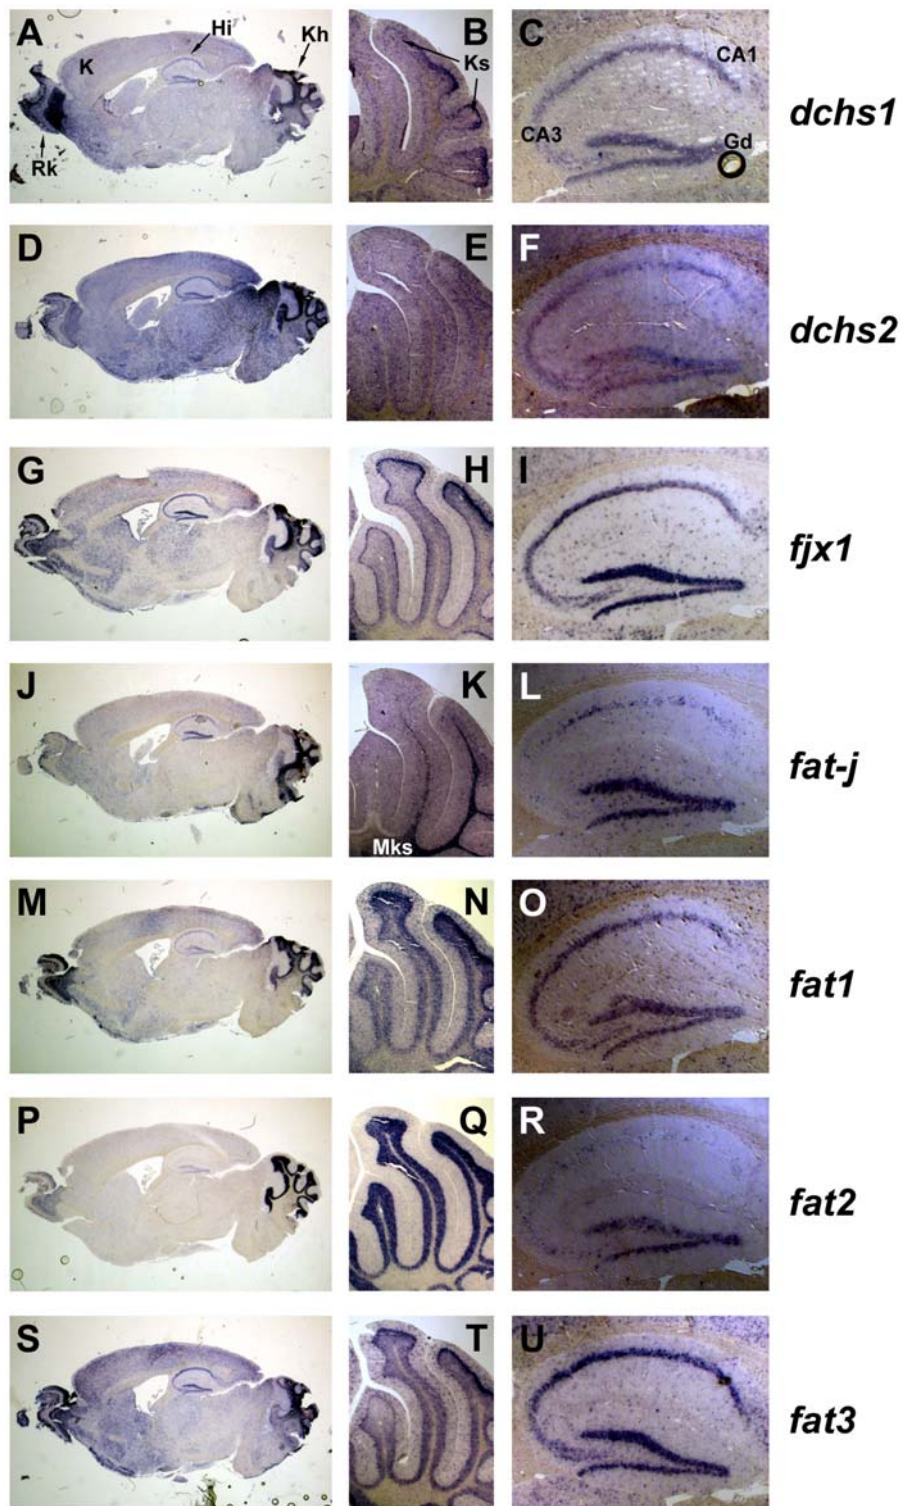 A Hi Kh B C
K Ks CA1
dchs1
CA3 Gd
Rk
D E F
dchs2
G H I
fjx1
J K L
fat-j
Mks
M N O
fat1
P Q R
fat2
S T U
fat3